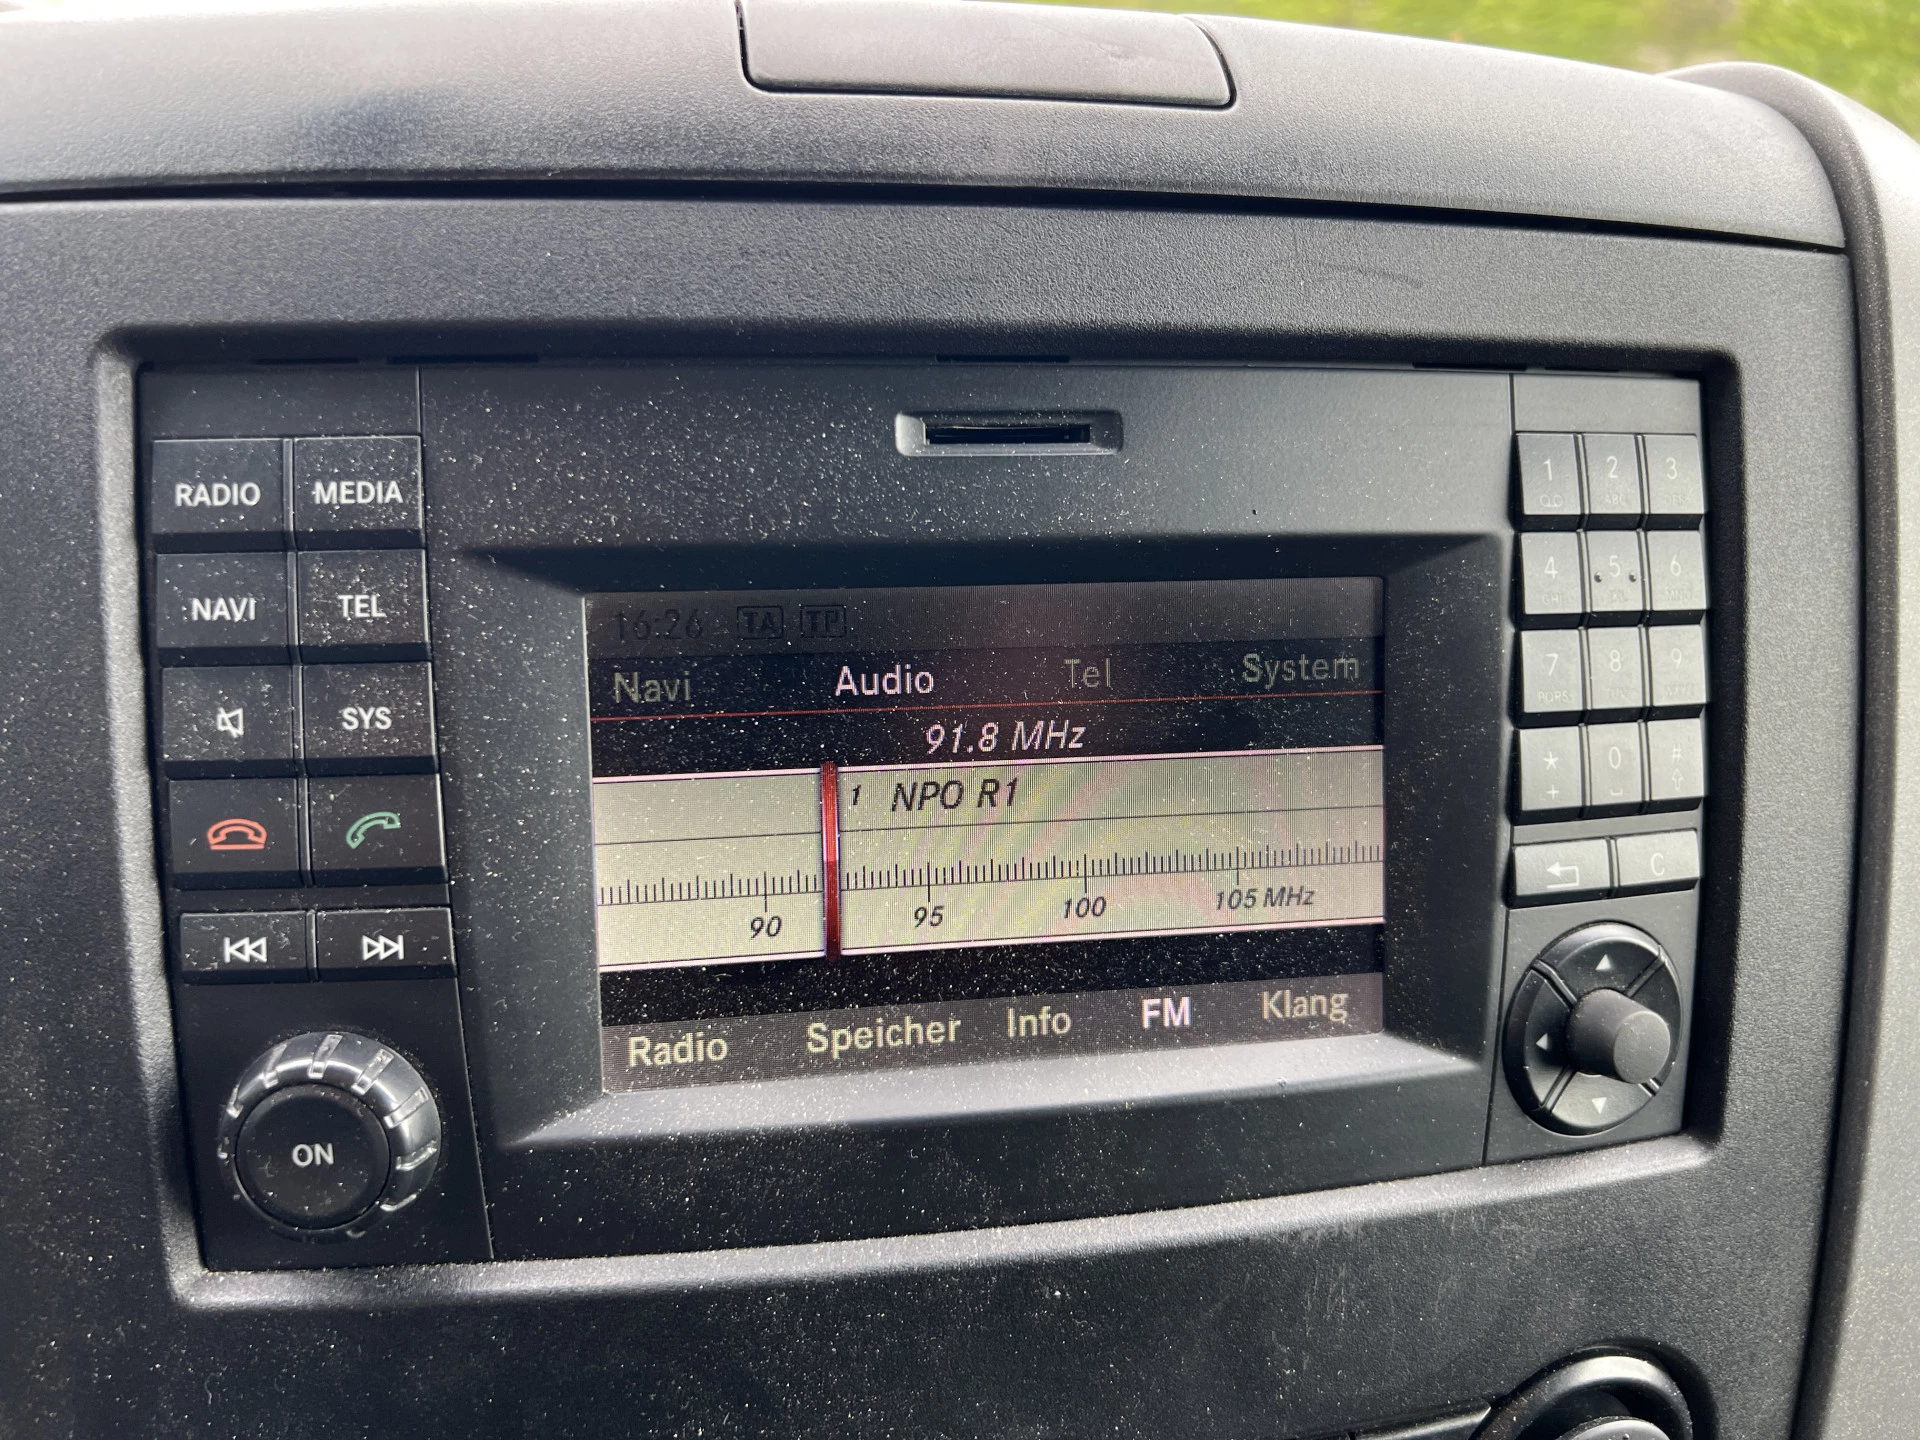 RADIO MEDIA
NAVI TEL
SYS
ON
16:26 TA TP
Navi Audio Tel System
91.8 MHz
1 NPO R1
90 95 100 105 MHz
Radio Speicher Info FM Klang
1 2 3
ABC
4 5 6
7 8 9
PQRS
* 0 #
+
C